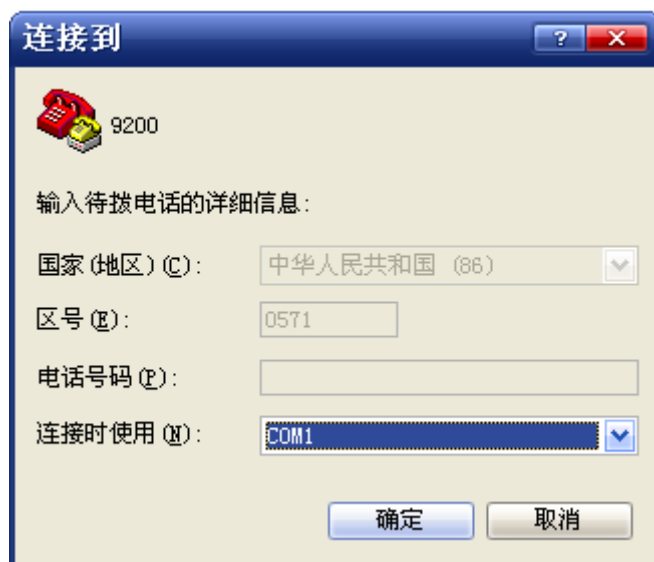 连接到
?
9200
输入待拨电话的详细信息:
国家(地区)(C): 中华人民共和国 (86)
区号(E): 0571
电话号码(P):
连接时使用(N): COM1
确定 取消